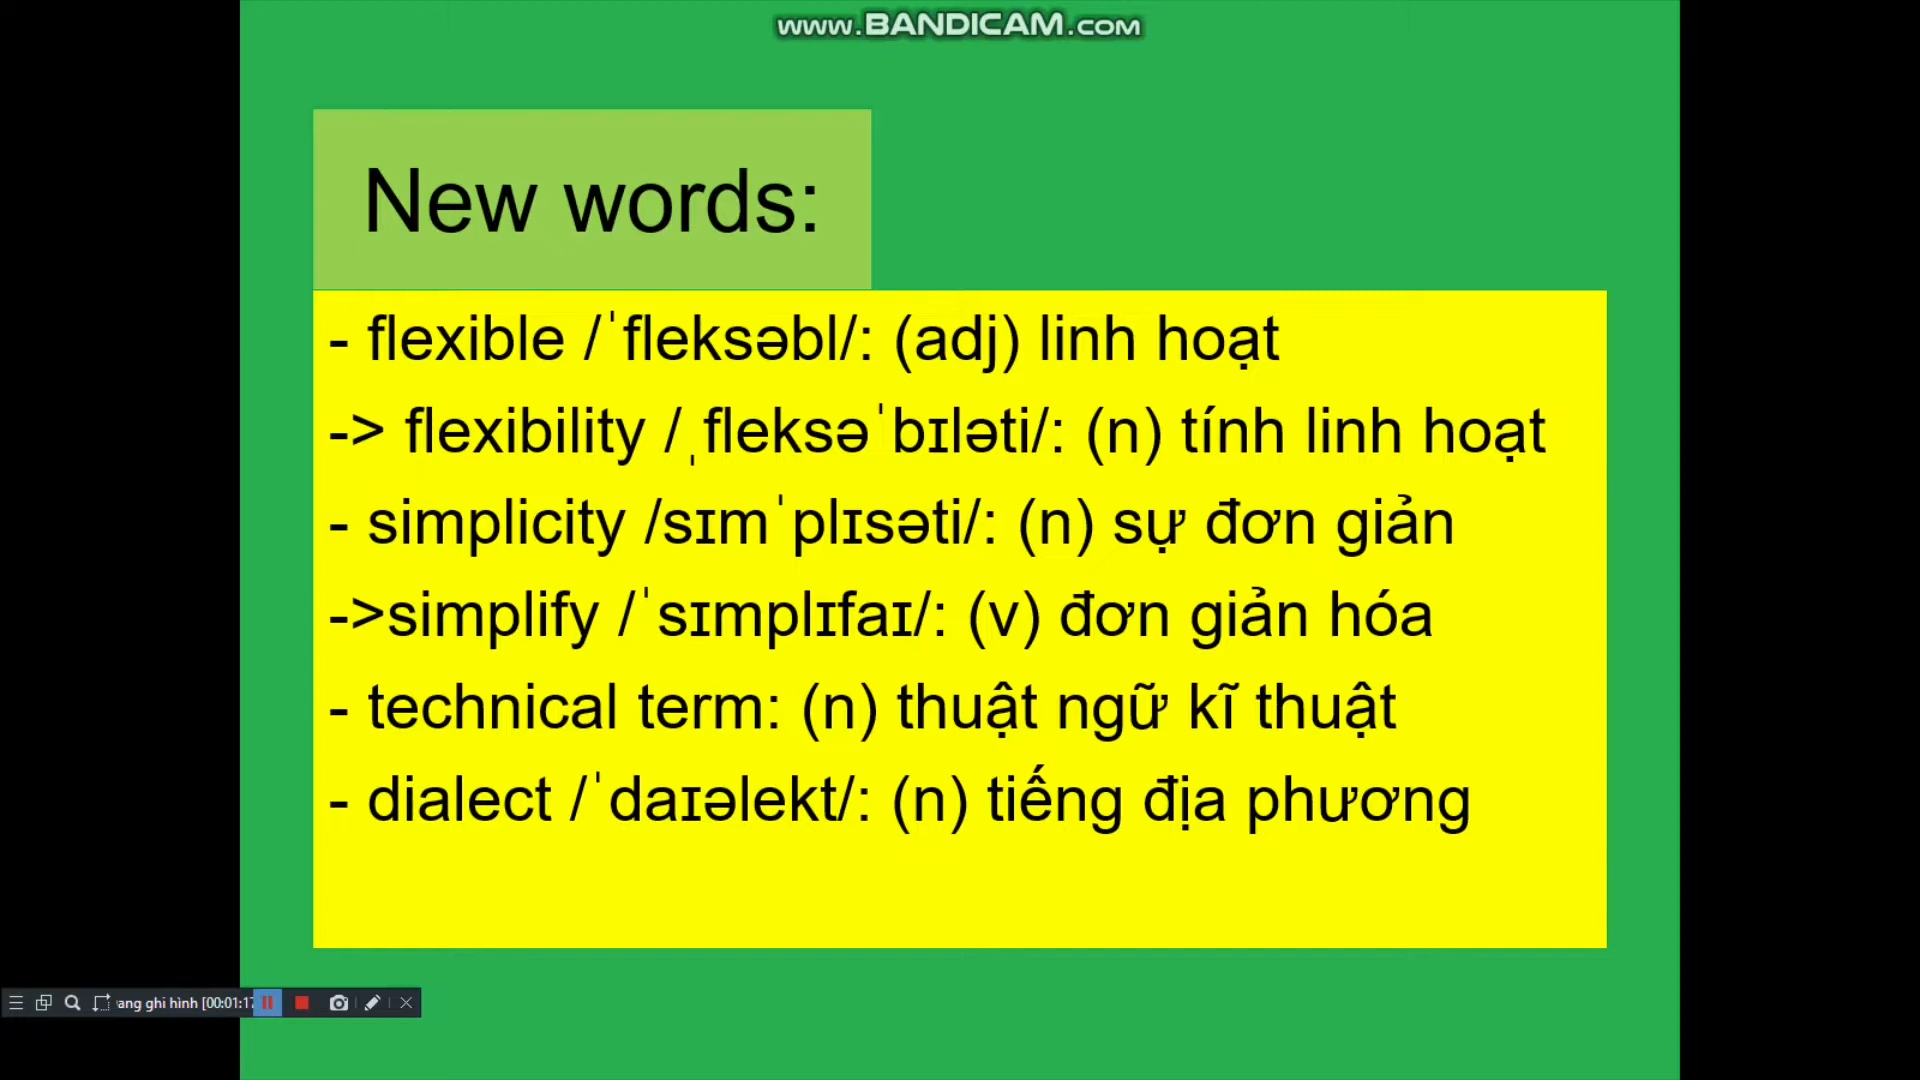 www.BANDICAM.com
New words:
- flexible /ˈfleksəbl/: (adj) linh hoạt
-> flexibility /ˌfleksəˈbɪləti/: (n) tính linh hoạt
- simplicity /sɪmˈplɪsəti/: (n) sự đơn giản
->simplify /ˈsɪmplɪfaɪ/: (v) đơn giản hóa
- technical term: (n) thuật ngữ kĩ thuật
- dialect /ˈdaɪəlekt/: (n) tiếng địa phương
ang ghi hình [00:01:17